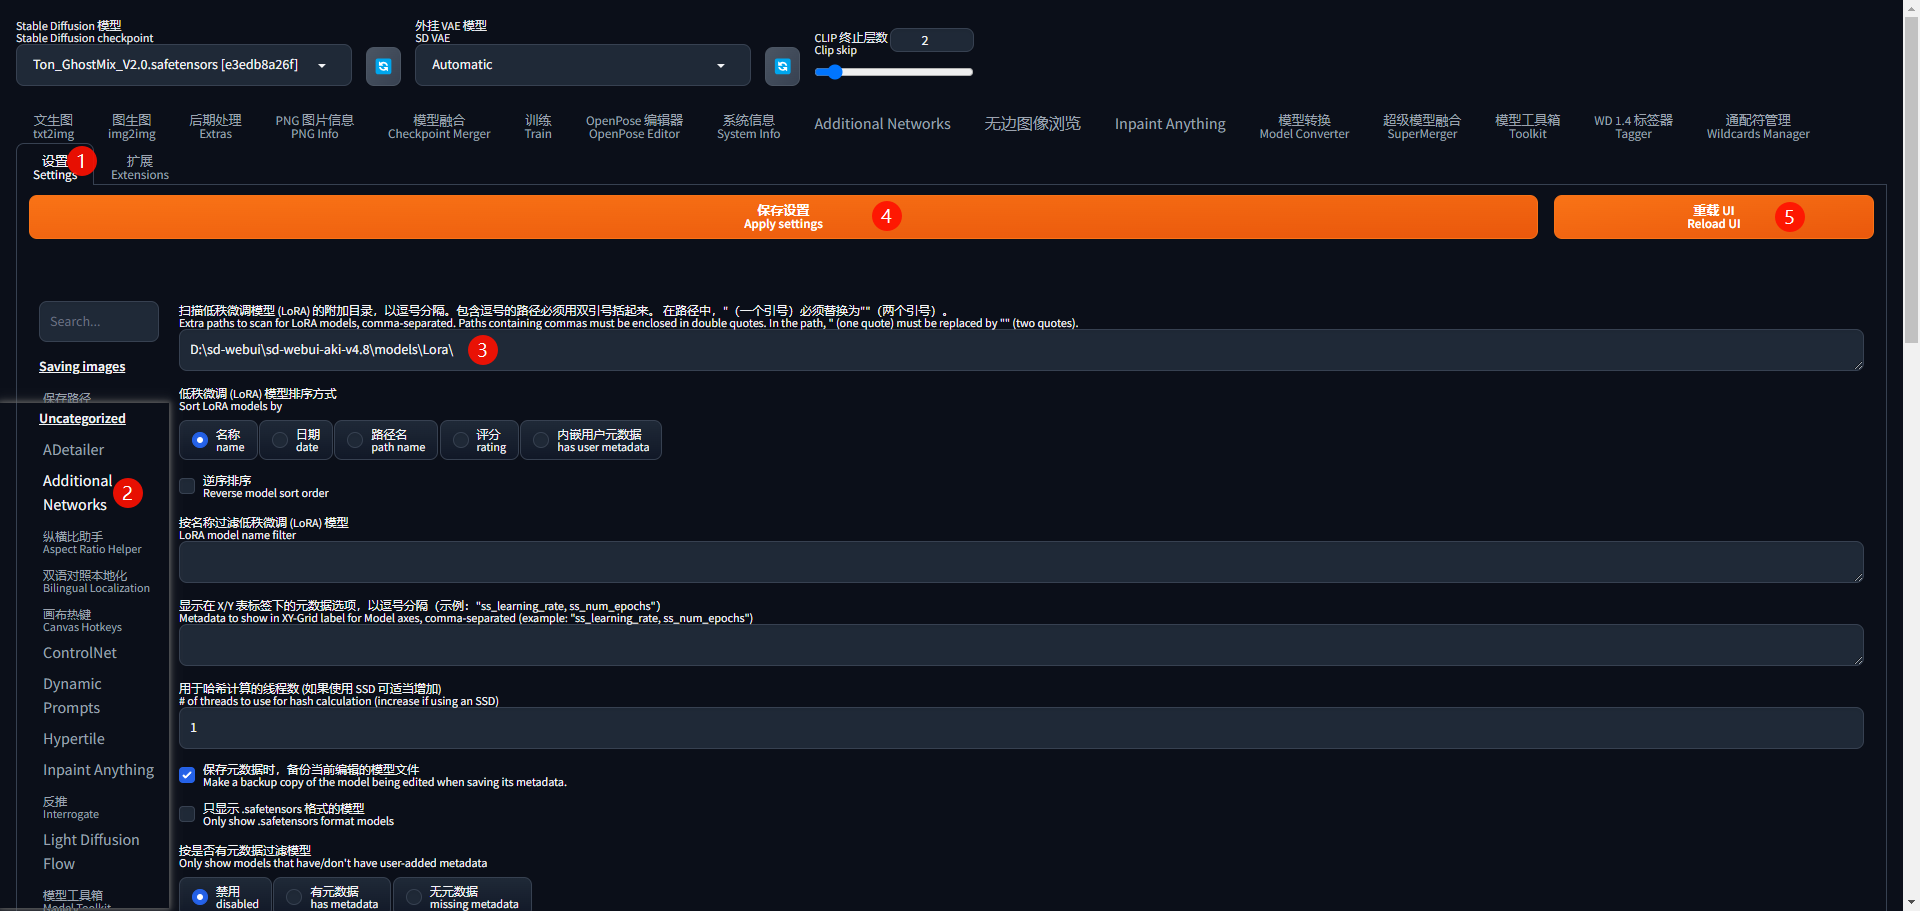 Stable Diffusion 模型
Stable Diffusion checkpoint
Ton_GhostMix_V2.0.safetensors [e3edb8a26f]
外挂 VAE 模型
SD VAE
Automatic
CLIP 终止层数
Clip skip
2
文生图
txt2img
图生图
img2img
后期处理
Extras
PNG 图片信息
PNG Info
模型融合
Checkpoint Merger
训练
Train
OpenPose 编辑器
OpenPose Editor
系统信息
System Info
Additional Networks
无边图像浏览
Inpaint Anything
模型转换
Model Converter
超级模型融合
SuperMerger
模型工具箱
Toolkit
WD 1.4 标签器
Tagger
通配符管理
Wildcards Manager
设置
Settings
1
扩展
Extensions
保存设置
Apply settings
4
重载 UI
Reload UI
5
Search...
Saving images
保存路径
Uncategorized
ADetailer
Additional
Networks
2
纵横比助手
Aspect Ratio Helper
双语对照本地化
Bilingual Localization
画布热键
Canvas Hotkeys
ControlNet
Dynamic
Prompts
Hypertile
Inpaint Anything
反推
Interrogate
Light Diffusion
Flow
模型工具箱
Model Toolkit
扫描低秩微调模型 (LoRA) 的附加目录，以逗号分隔。包含逗号的路径必须用双引号括起来。 在路径中，"（一个引号）必须替换为""（两个引号）。
Extra paths to scan for LoRA models, comma-separated. Paths containing commas must be enclosed in double quotes. In the path, " (one quote) must be replaced by "" (two quotes).
D:\sd-webui\sd-webui-aki-v4.8\models\Lora\
3
低秩微调 (LoRA) 模型排序方式
Sort LoRA models by
名称
name
日期
date
路径名
path name
评分
rating
内嵌用户元数据
has user metadata
逆序排序
Reverse model sort order
按名称过滤低秩微调 (LoRA) 模型
LoRA model name filter
显示在 X/Y 表标签下的元数据选项，以逗号分隔（示例："ss_learning_rate, ss_num_epochs"）
Metadata to show in XY-Grid label for Model axes, comma-separated (example: "ss_learning_rate, ss_num_epochs")
用于哈希计算的线程数 (如果使用 SSD 可适当增加)
# of threads to use for hash calculation (increase if using an SSD)
1
保存元数据时，备份当前编辑的模型文件
Make a backup copy of the model being edited when saving its metadata.
只显示 .safetensors 格式的模型
Only show .safetensors format models
按是否有元数据过滤模型
Only show models that have/don't have user-added metadata
禁用
disabled
有元数据
has metadata
无元数据
missing metadata